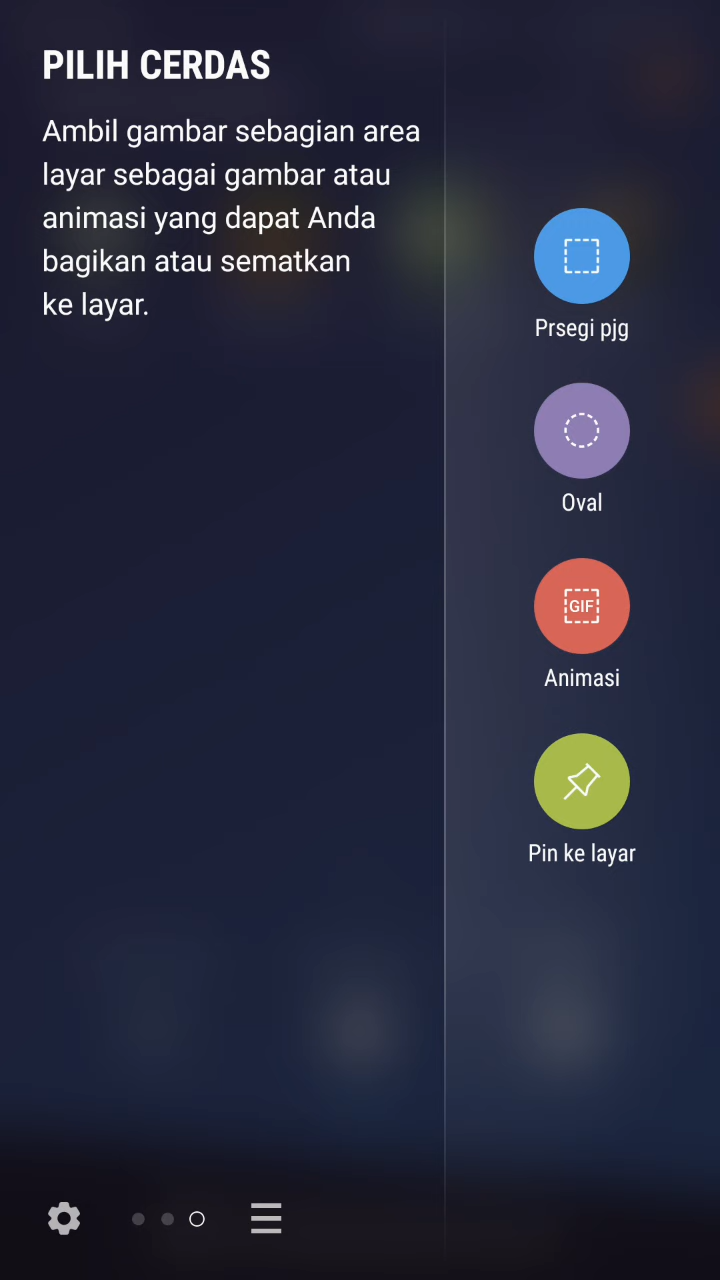 PILIH CERDAS
Ambil gambar sebagian area
layar sebagai gambar atau
animasi yang dapat Anda
bagikan atau sematkan
ke layar.
Prsegi pjg
Oval
GIF
Animasi
Pin ke layar